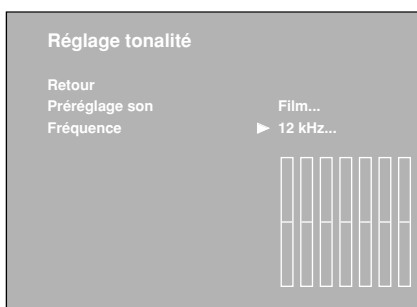 Réglage tonalité
Retour
Préréglage son Film...
Fréquence ▶ 12 kHz...